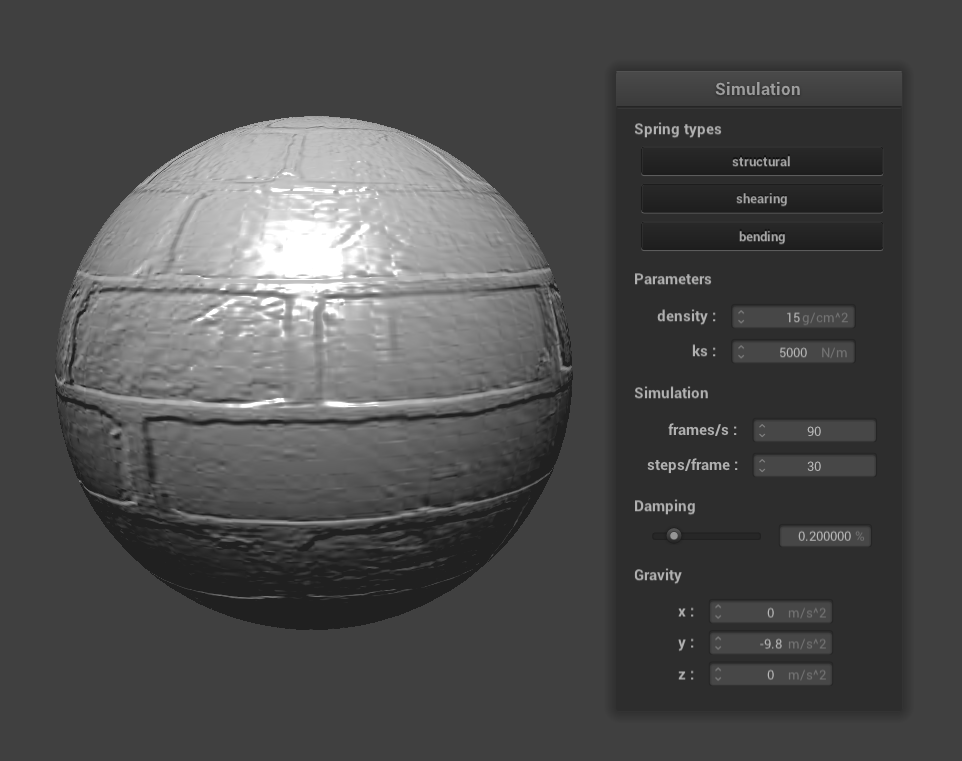 Simulation
Spring types
structural
shearing
bending
Parameters
density : 15 g/cm^2
ks : 5000 N/m
Simulation
frames/s : 90
steps/frame : 30
Damping
0.200000 %
Gravity
x : 0 m/s^2
y : -9.8 m/s^2
z : 0 m/s^2